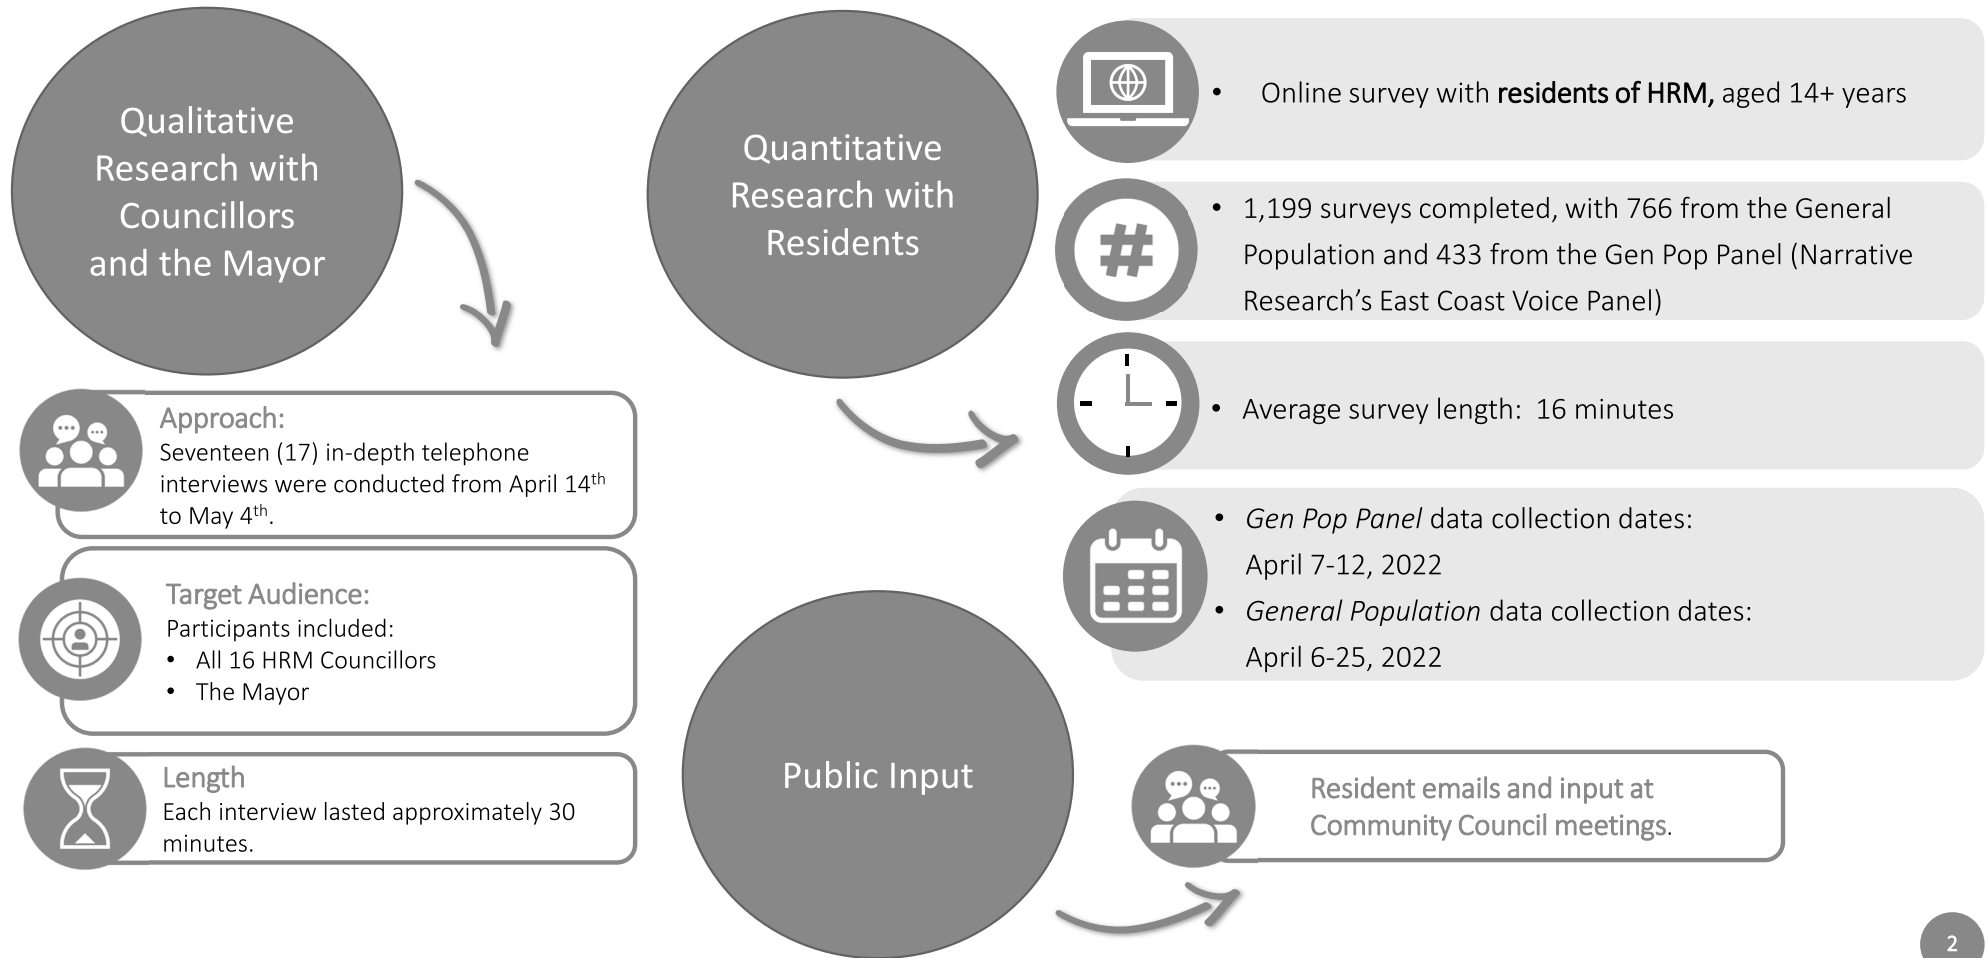 Qualitative
Research with
Councillors
and the Mayor
Approach:
Seventeen (17) in-depth telephone
interviews were conducted from April 14th
to May 4th.
Target Audience:
Participants included:
• All 16 HRM Councillors
• The Mayor
Length
Each interview lasted approximately 30
minutes.
Quantitative
Research with
Residents
• Online survey with residents of HRM, aged 14+ years
#
• 1,199 surveys completed, with 766 from the General
Population and 433 from the Gen Pop Panel (Narrative
Research’s East Coast Voice Panel)
• Average survey length: 16 minutes
• Gen Pop Panel data collection dates:
April 7-12, 2022
• General Population data collection dates:
April 6-25, 2022
Public Input
Resident emails and input at
Community Council meetings.
2